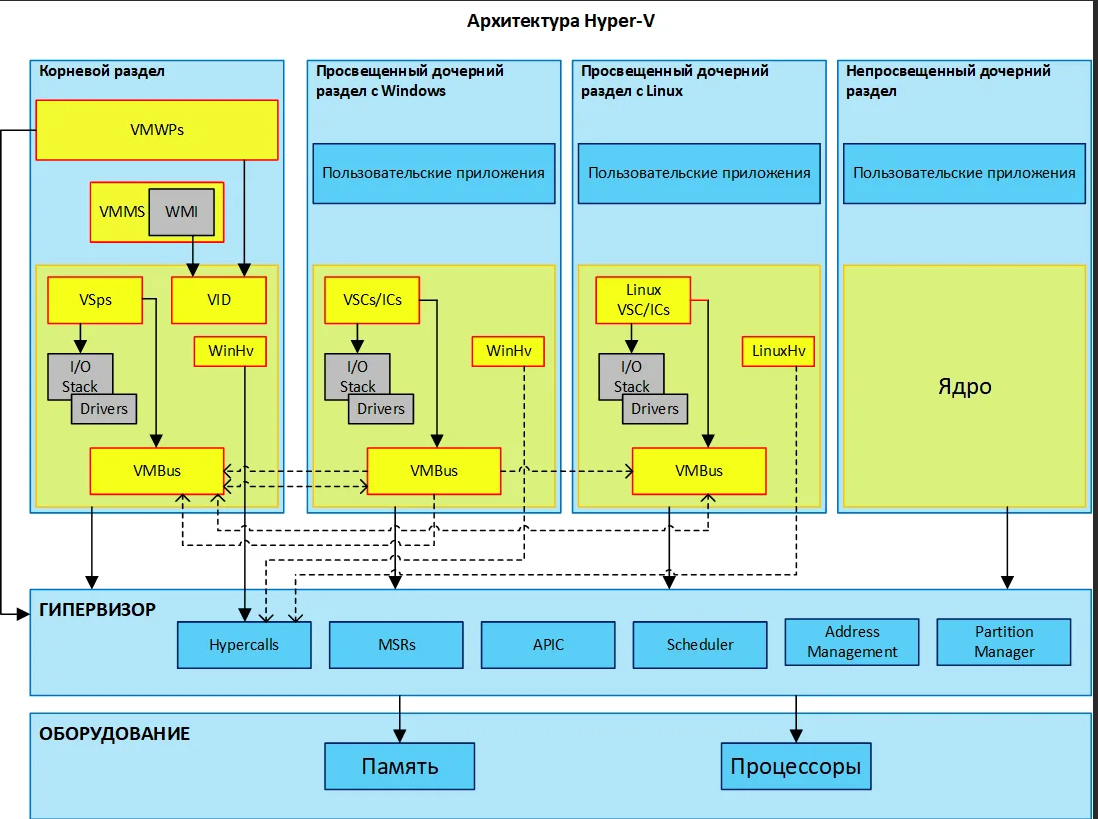 Архитектура Hyper-V
Корневой раздел
VMWPs
VMMS
WMI
VSps
VID
WinHv
I/O
Stack
Drivers
VMBus
Просвещенный дочерний
раздел с Windows
Пользовательские приложения
VSCs/ICs
WinHv
I/O
Stack
Drivers
VMBus
Просвещенный дочерний
раздел с Linux
Пользовательские приложения
Linux
VSC/ICs
LinuxHv
I/O
Stack
Drivers
VMBus
Непросвещенный дочерний
раздел
Пользовательские приложения
Ядро
ГИПЕРВИЗОР
Hypercalls
MSRs
APIC
Scheduler
Address
Management
Partition
Manager
ОБОРУДОВАНИЕ
Память
Процессоры